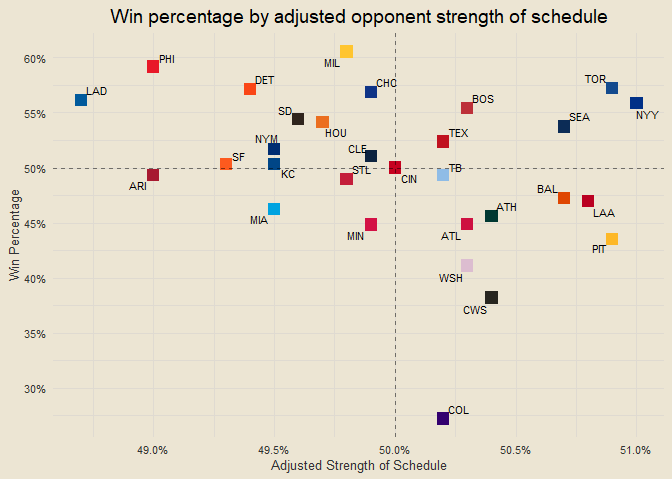 Win percentage by adjusted opponent strength of schedule
Win Percentage
60%
55%
50%
45%
40%
35%
30%
MIL
PHI
DET
CHC
TOR
LAD
BOS
NYY
SD
HOU
SEA
NYM
TEX
CLE
SF
KC
STL
CIN
TB
ARI
BAL
LAA
MIA
ATH
MIN
ATL
PIT
WSH
CWS
COL
49.0%
49.5%
50.0%
50.5%
51.0%
Adjusted Strength of Schedule